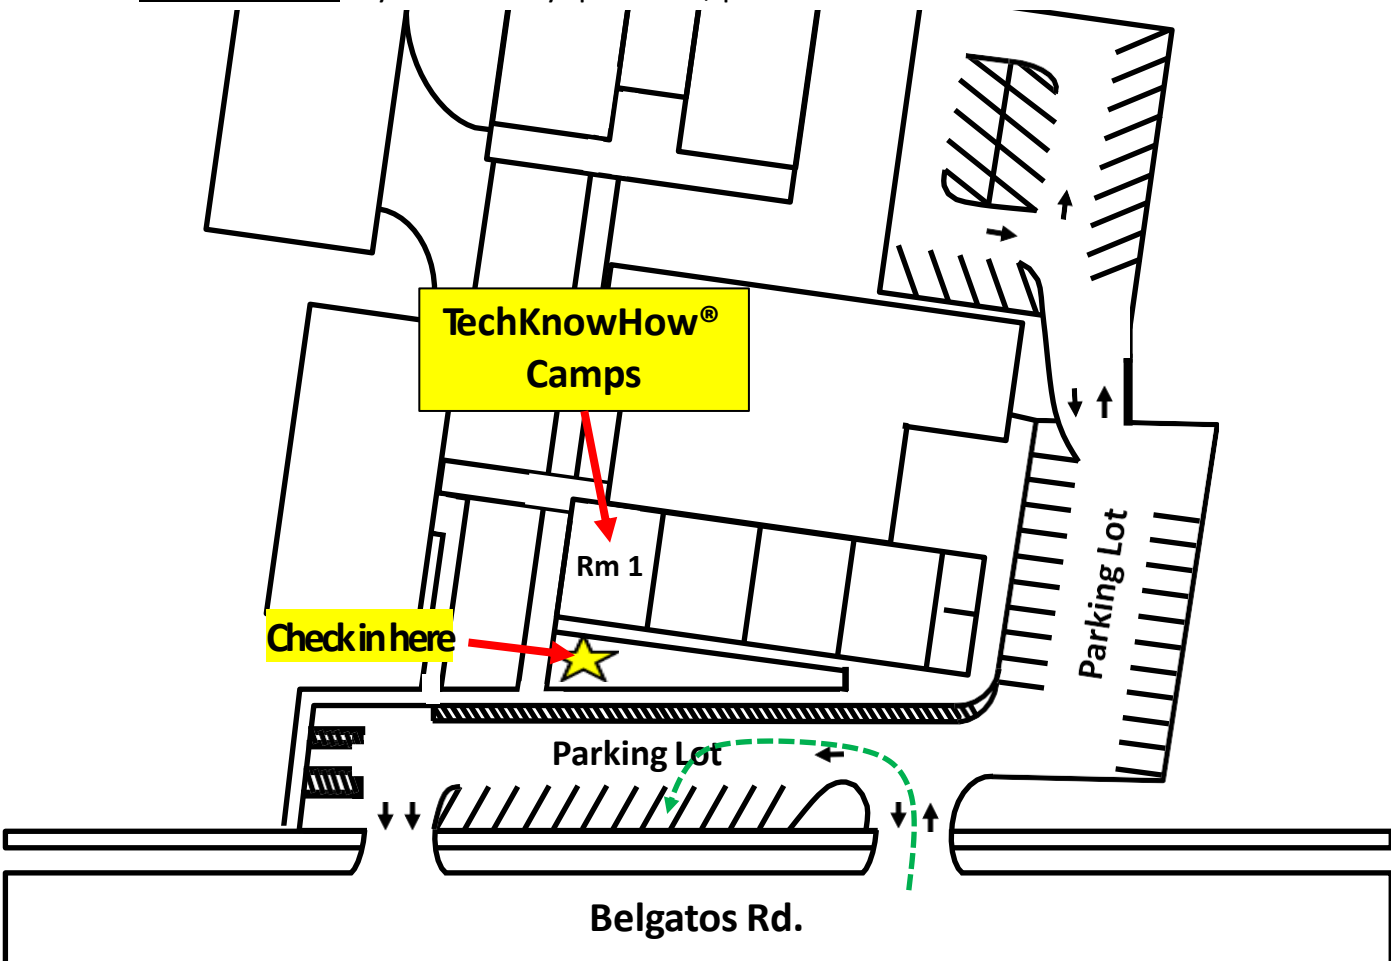 TechKnowHow®
Camps
Rm 1
Check in here
Parking Lot
Parking Lot
Belgatos Rd.